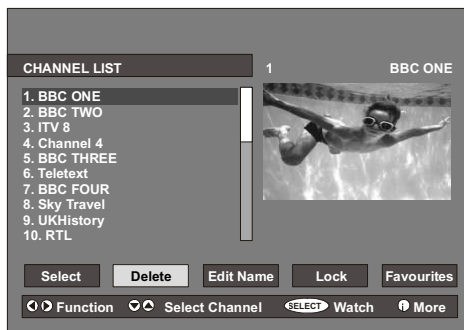 CHANNEL LIST
1 BBC ONE
1. BBC ONE
2. BBC TWO
3. ITV 8
4. Channel 4
5. BBC THREE
6. Teletext
7. BBC FOUR
8. Sky Travel
9. UKHistory
10. RTL
Select Delete Edit Name Lock Favourites
Function Select Channel SELECT Watch i More